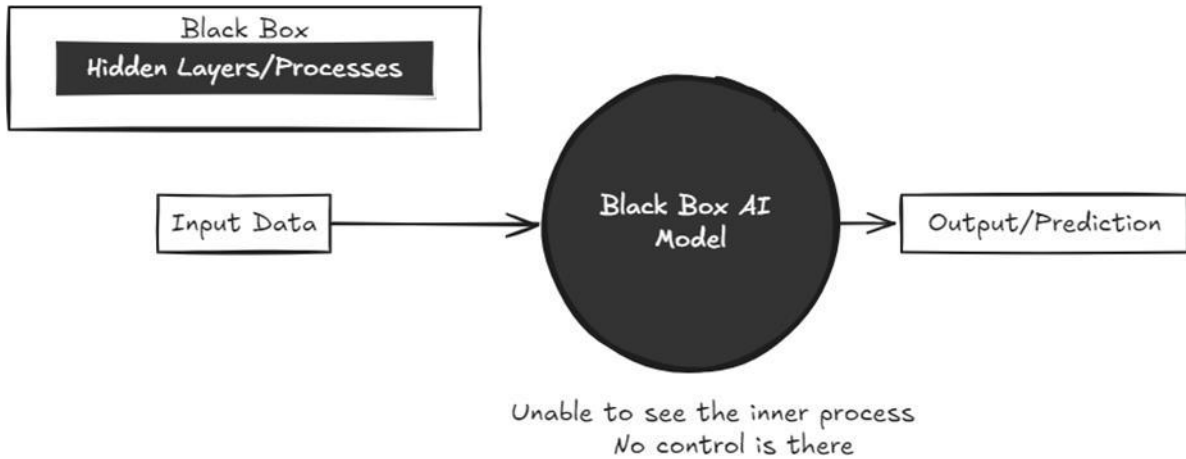 Black Box
Hidden Layers/Processes
Input Data
Black Box AI
Model
Output/Prediction
Unable to see the inner process
No control is there